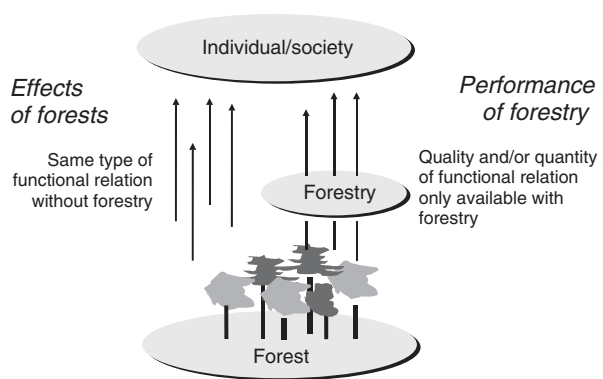 Individual/society
Effects
of forests
Same type of
functional relation
without forestry
Performance
of forestry
Quality and/or quantity
of functional relation
only available with
forestry
Forestry
Forest